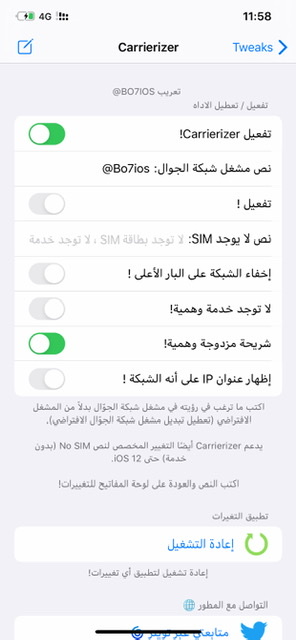 4G 11:58
Carrierizer Tweaks
تعريب BO7IOS@
تفعيل / تعطيل الاداه
تفعيل Carrierizer!
نص مشغل شبكة الجوال: Bo7ios@
تفعيل !
نص لا يوجد SIM: لا توجد بطاقة SIM ، لا توجد خدمة
إخفاء الشبكة على البار الأعلى !
لا توجد خدمة وهمية!
شريحة مزدوجة وهمية!
إظهار عنوان IP على أنه الشبكة !
اكتب ما ترغب في رؤيته في مشغل شبكة الجوّال بدلاً من المشغل
الافتراضي (تعطيل تبديل مشغل شبكة الجوّال الافتراضي).
يدعم Carrierizer أيضًا التغيير المخصص لنص No SIM (بدون
خدمة) حتى iOS 12.
اكتب النص والعودة على لوحة المفاتيح للتغييرات!
تطبيق التغيرات
إعادة التشغيل
إعادة تشغيل لتطبيق أي تغييرات!
التواصل مع المطور
متابعتي عبر تويتر